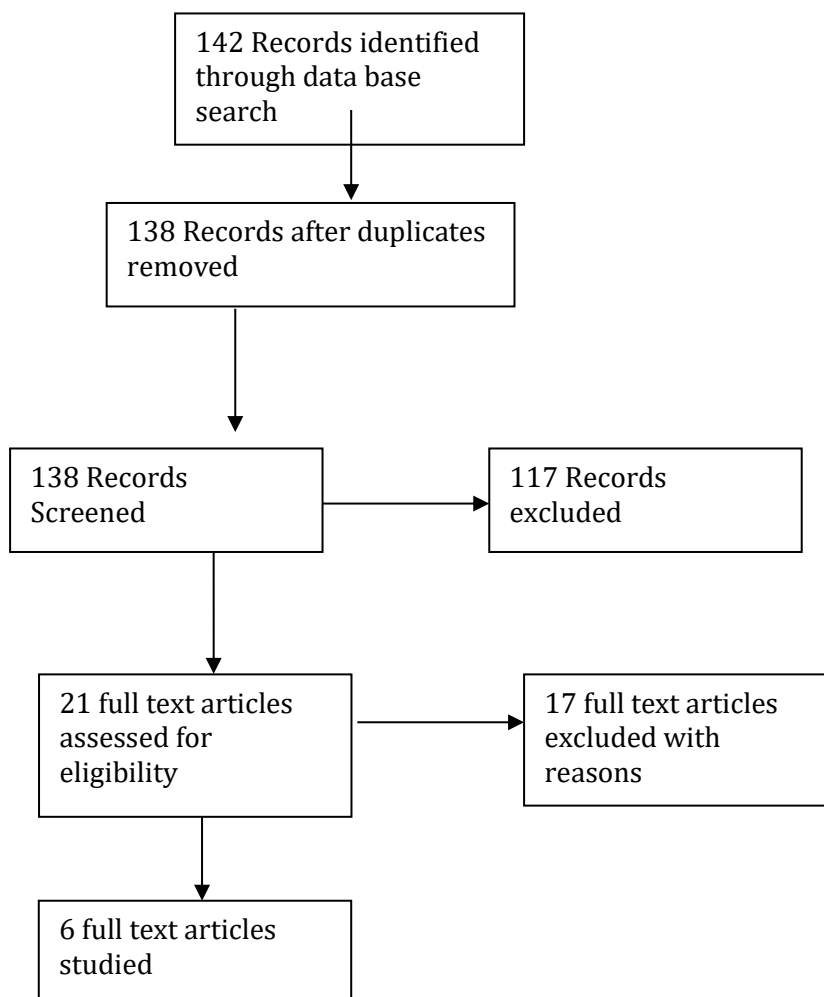 142 Records identified
through data base
search
138 Records after duplicates
removed
138 Records
Screened
117 Records
excluded
21 full text articles
assessed for
eligibility
17 full text articles
excluded with
reasons
6 full text articles
studied